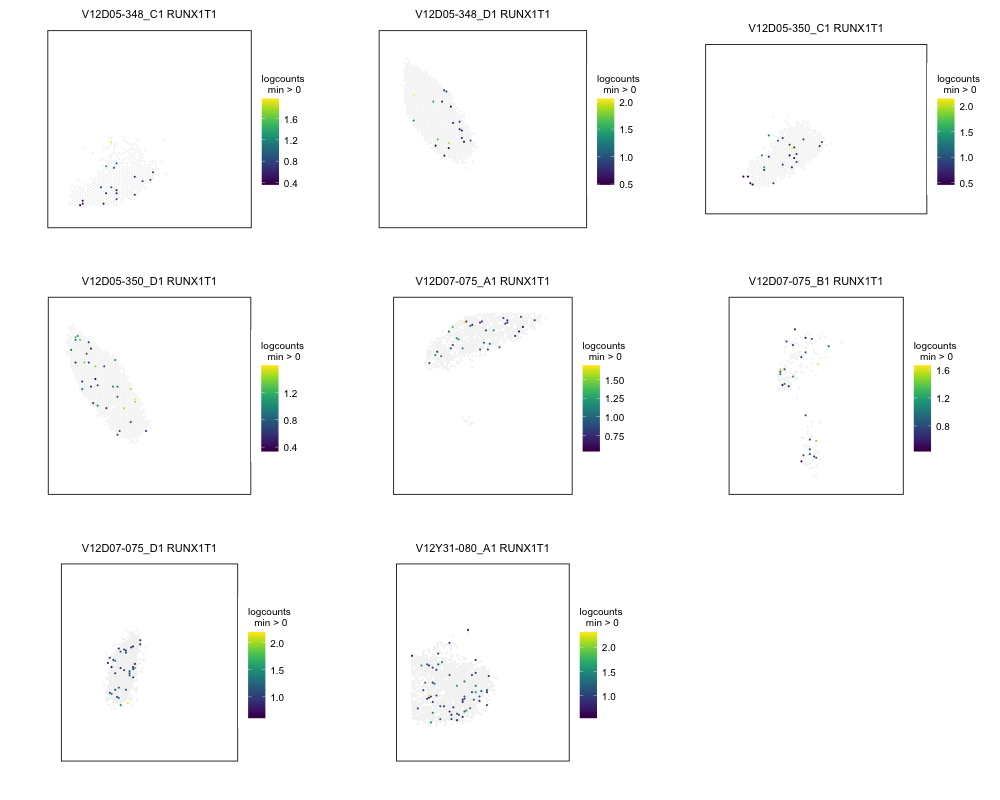 V12D05-348_C1 RUNX1T1
logcounts
min > 0
1.6
1.2
0.8
0.4
V12D05-348_D1 RUNX1T1
logcounts
min > 0
2.0
1.5
1.0
0.5
V12D05-350_C1 RUNX1T1
logcounts
min > 0
2.0
1.5
1.0
0.5
V12D05-350_D1 RUNX1T1
logcounts
min > 0
1.2
0.8
0.4
V12D07-075_A1 RUNX1T1
logcounts
min > 0
1.50
1.25
1.00
0.75
V12D07-075_B1 RUNX1T1
logcounts
min > 0
1.6
1.2
0.8
V12D07-075_D1 RUNX1T1
logcounts
min > 0
2.0
1.5
1.0
V12Y31-080_A1 RUNX1T1
logcounts
min > 0
2.0
1.5
1.0